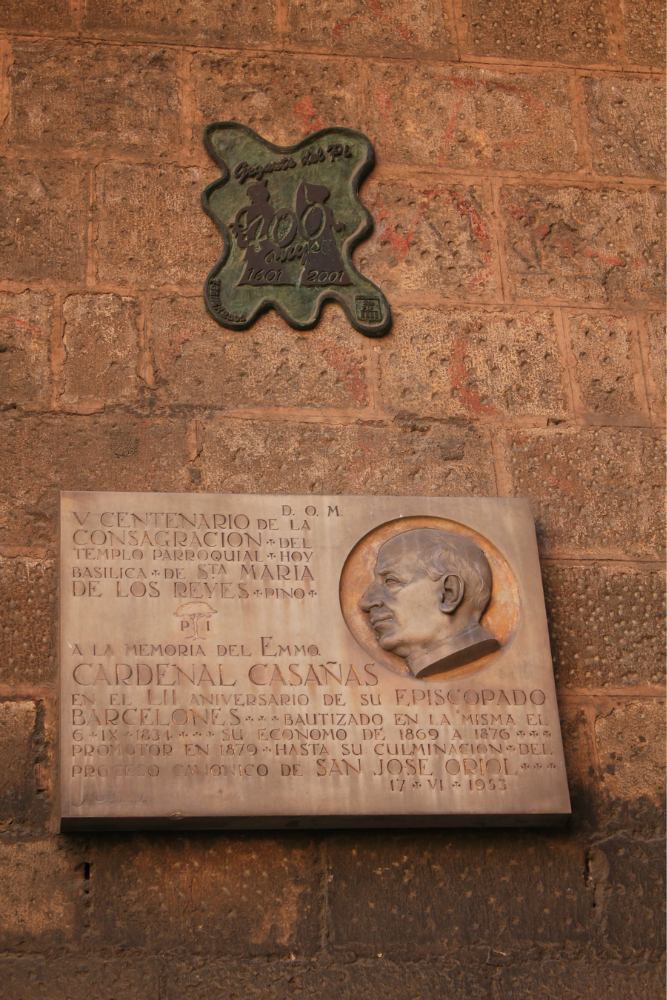 Gegants del Pi
400
anys
1601 2001
D. O. M.
V CENTENARIO DE LA
CONSAGRACIÓN * DEL
TEMPLO PARROQUIAL * HOY
BASILICA * DE STA MARIA
DE LOS REYES * * PINO *
P I
A LA MEMORIA DEL EMMO.
CARDENAL CASAÑAS
EN EL LII ANIVERSARIO DE SU EPISCOPADO
BARCELONES * * * BAUTIZADO EN LA MISMA EL
6 * IX * 1834 * * * SU ECONOMO DE 1869 A 1876 * * *
PROMOTOR EN 1879 * HASTA SU CULMINACION * DEL
PROCESO CANONICO DE SAN JOSE ORIOL * * *
17 * VI * 1953